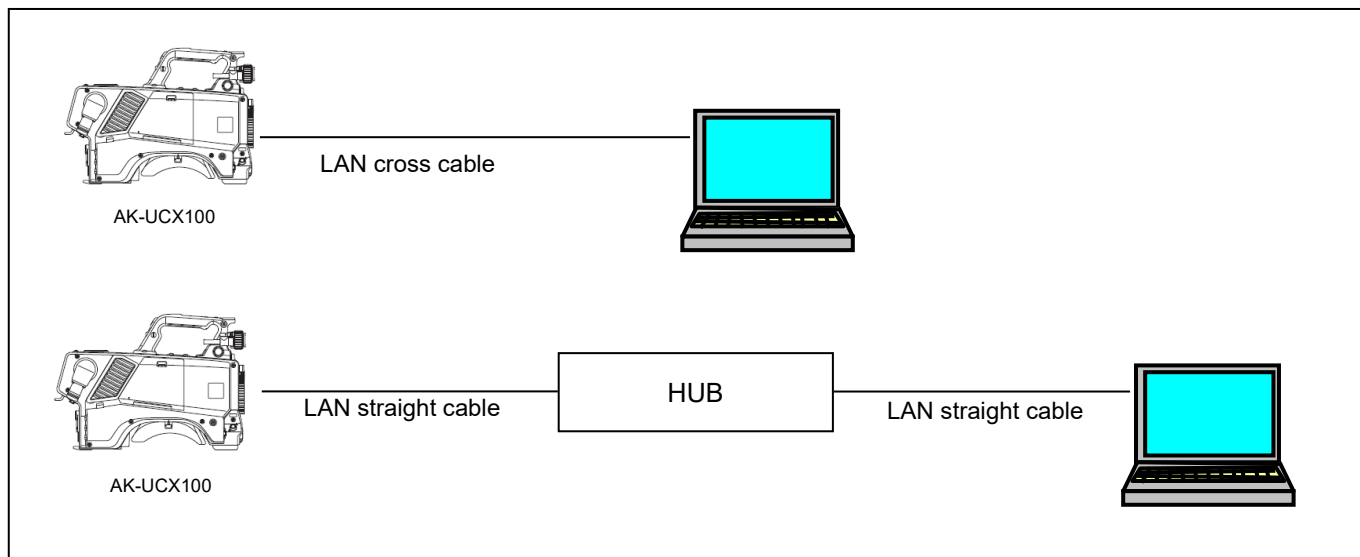 LAN cross cable
AK-UCX100
HUB
LAN straight cable
LAN straight cable
AK-UCX100